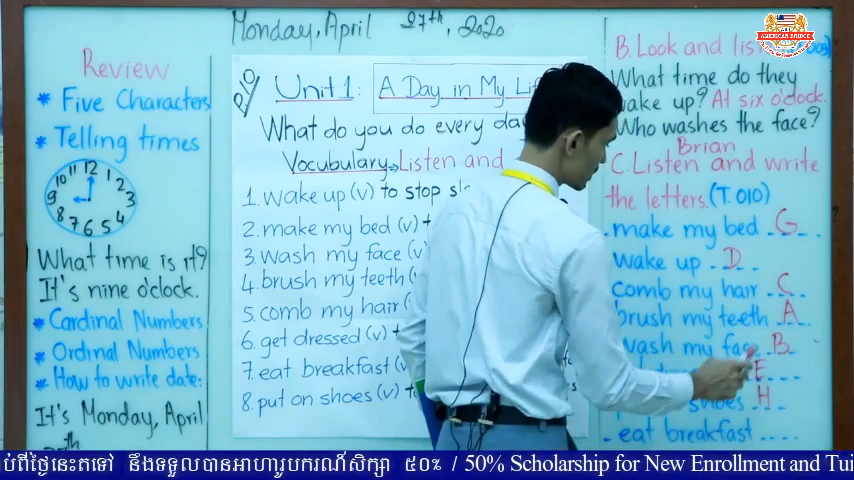 Monday, April 27th, 2020
Review
* Five Characters
* Telling times
12 1 2 3 4 5 6 7 8 9 10 11
What time is it?
It's nine o'clock.
* Cardinal Numbers
* Ordinal Numbers
* How to write date:
It's Monday, April
P.10
Unit 1: A Day in My Li
What do you do every day
Vocabulary → Listen and
1. wake up (v) to stop
2. make my bed (v)
3. wash my face (v)
4. brush my teeth
5. comb my hair
6. get dressed (v)
7. eat breakfast (v
8. put on shoes (v)
B. Look and
What time do they
wake up? At six o'clock.
Who washes the face?
Brian
C. Listen and write
the letters. (T. 010)
make my bed G
wake up D
comb my hair C
brush my teeth A
wash my face B
E
shoes H
eat breakfast
AMERICAN BRIDGE
ប់ពីថ្ងៃនេះតទៅ នឹងទទួលបានអាហារូបករណ៍សិក្សា ៥០% / 50% Scholarship for New Enrollment and Tui